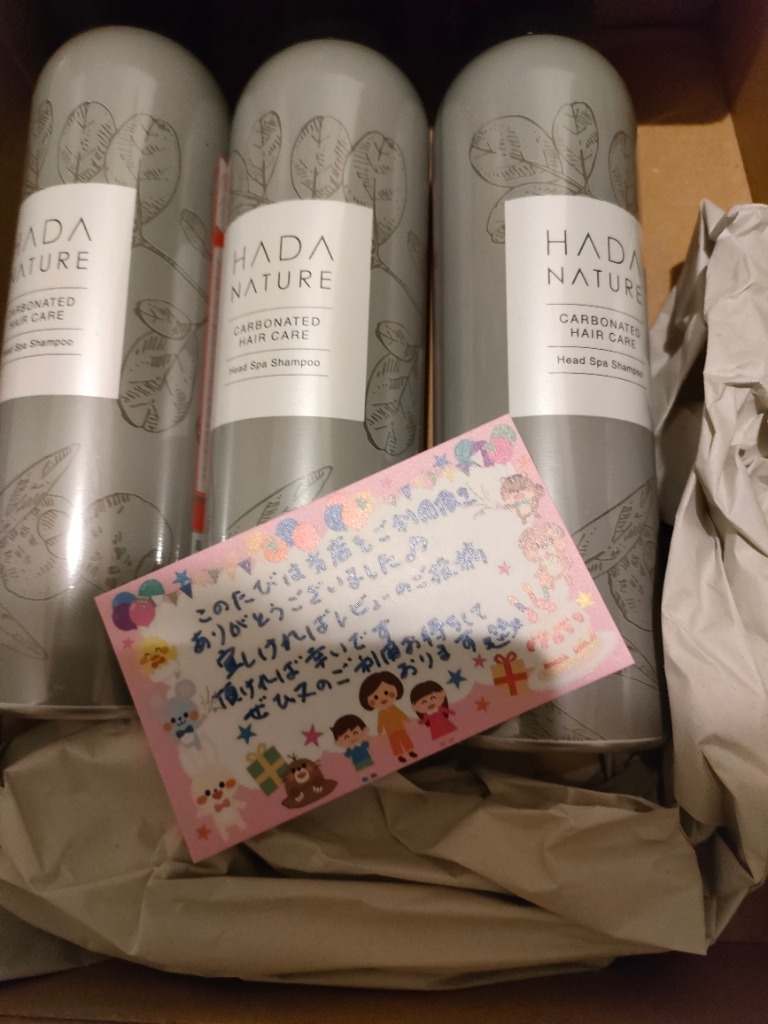 HADA
NATURE
CARBONATED
HAIR CARE
Head Spa Shampoo
HADA
NATURE
CARBONATED
HAIR CARE
Head Spa Shampoo
HADA
NATURE
CARBONATED
HAIR CARE
Head Spa Shampoo
このたびは当店をご利用頂き
ありがとうございました♪
宜しければレビューのご投稿
頂ければ幸いです
ぜひ又のご利用お待ちして
おります